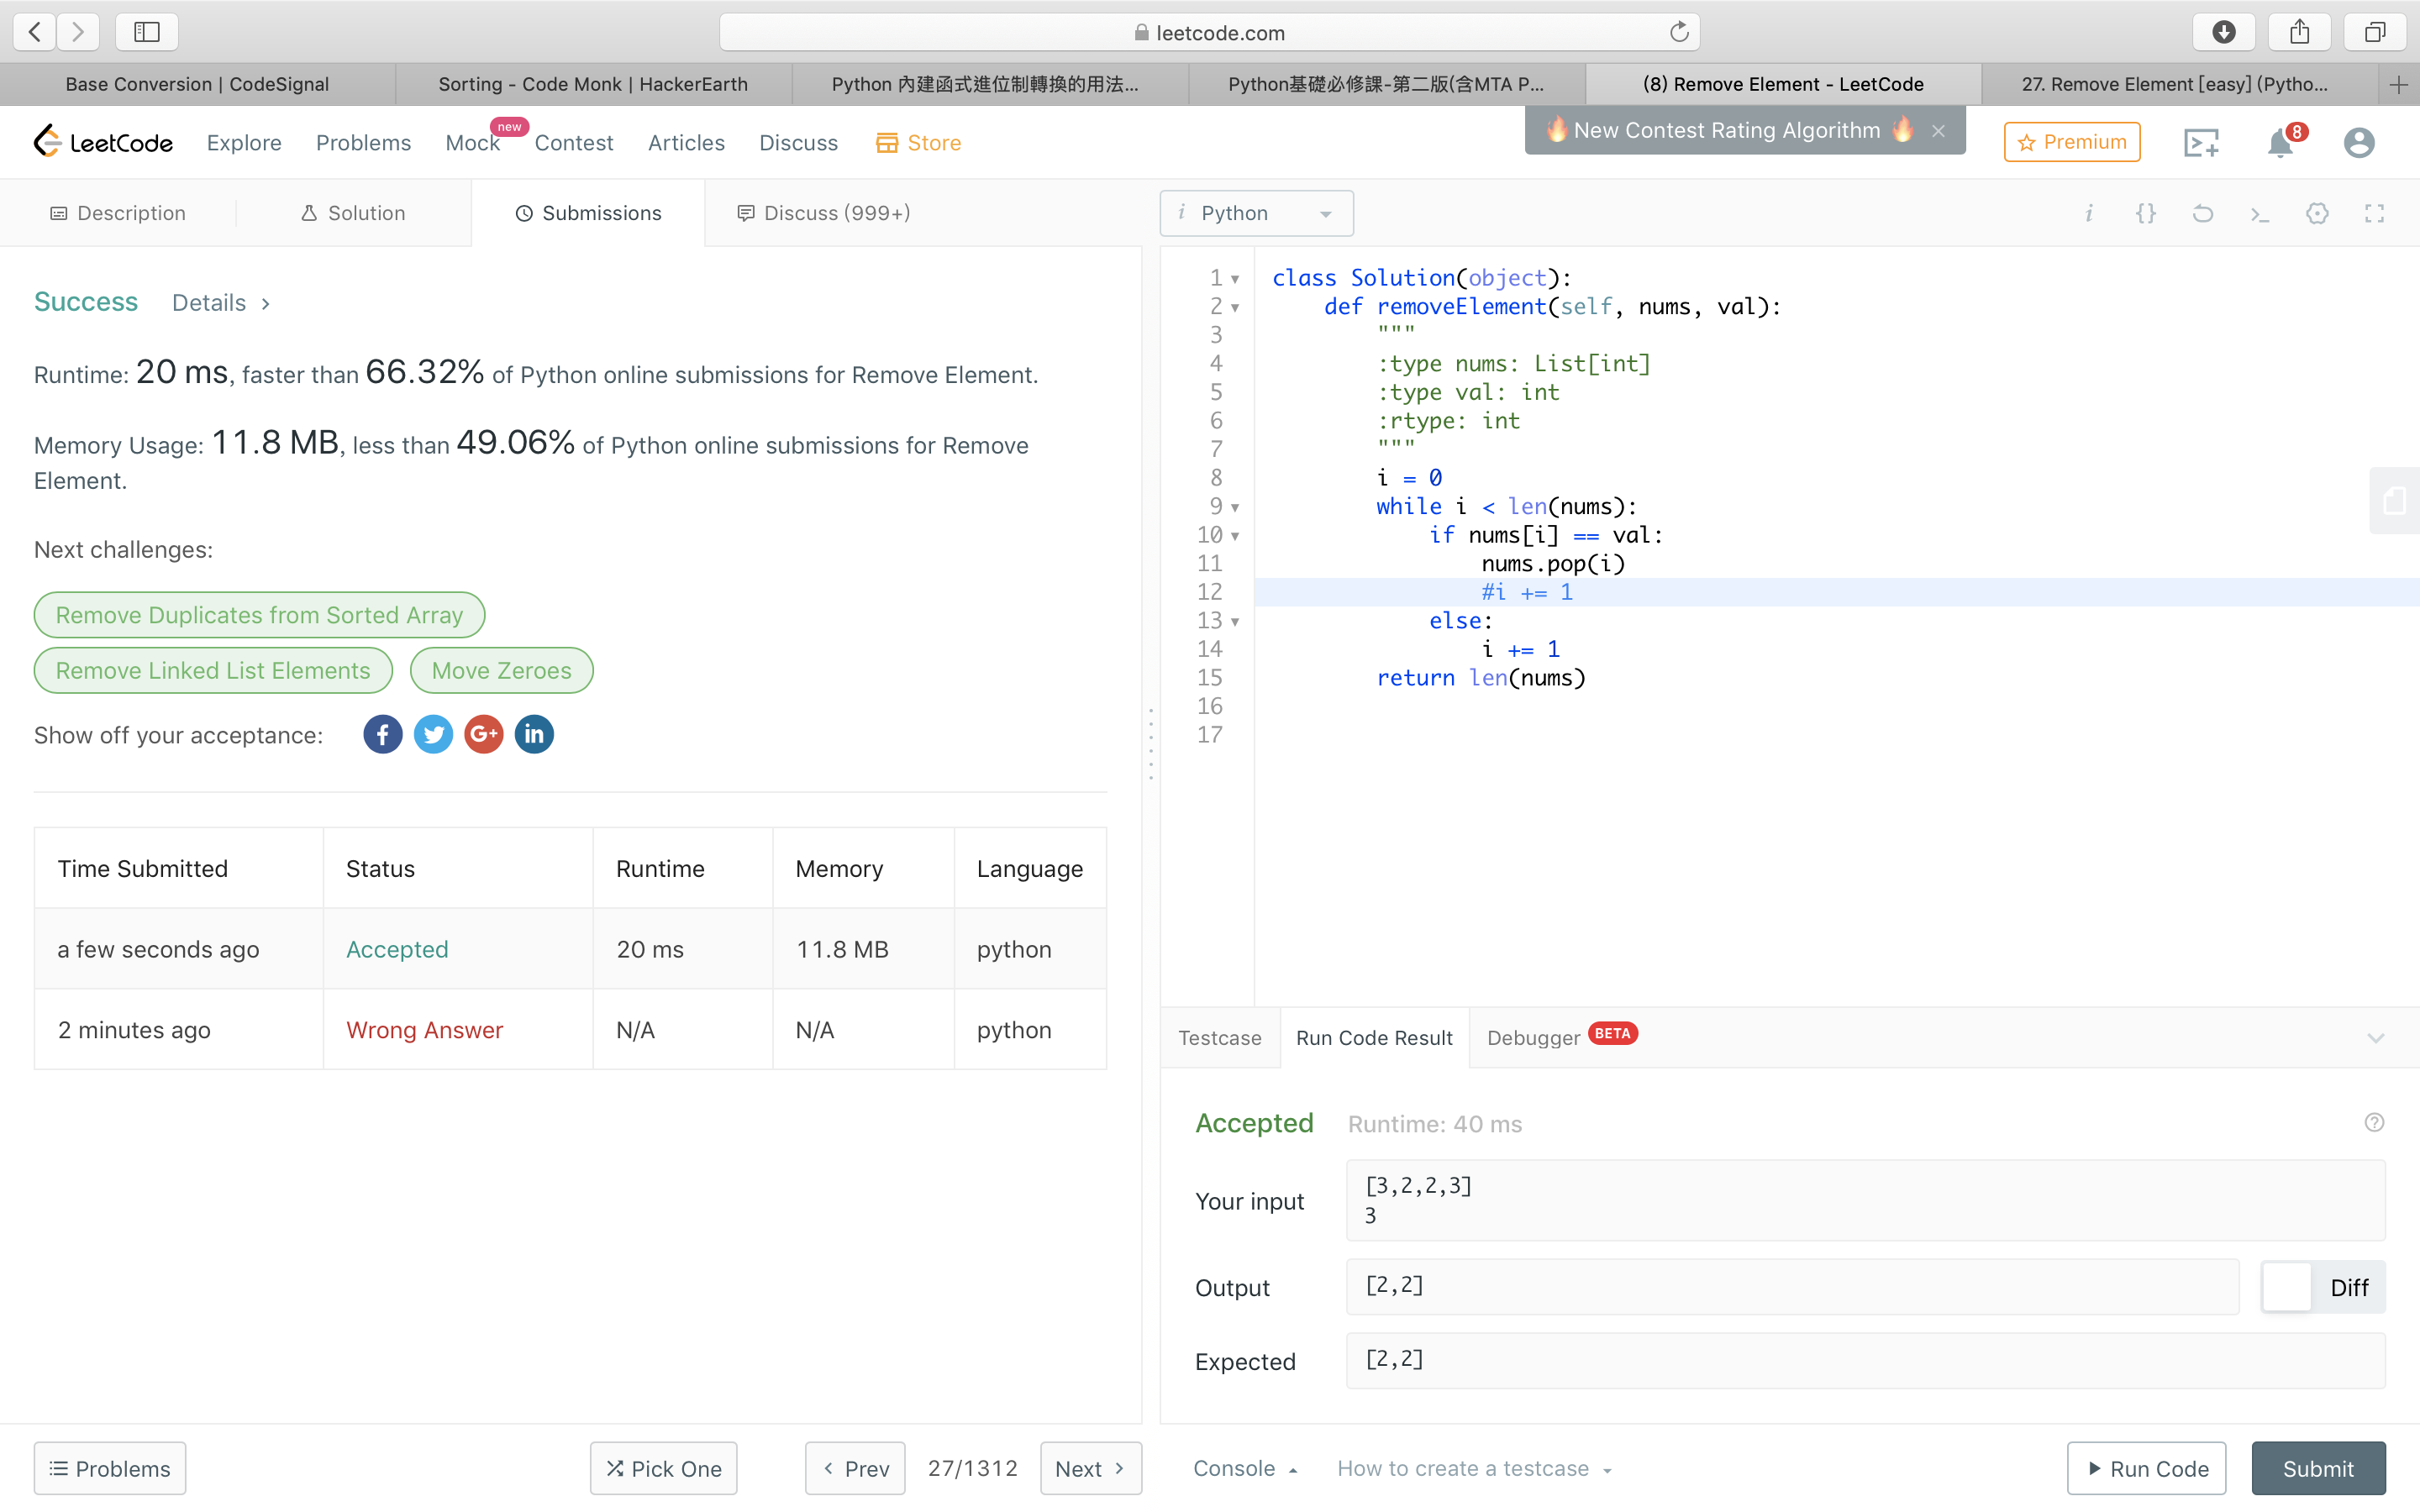 leetcode.com
Base Conversion | CodeSignal
Sorting - Code Monk | HackerEarth
Python 內建函式進位制轉換的用法...
Python基礎必修課-第二版(含MTA P...
(8) Remove Element - LeetCode
27. Remove Element [easy] (Pytho...
LeetCode
Explore
Problems
Mock
new
Contest
Articles
Discuss
Store
🔥New Contest Rating Algorithm 🔥
Premium
8
Description
Solution
Submissions
Discuss (999+)
Success
Details
Runtime: 20 ms, faster than 66.32% of Python online submissions for Remove Element.
Memory Usage: 11.8 MB, less than 49.06% of Python online submissions for Remove
Element.
Next challenges:
Remove Duplicates from Sorted Array
Remove Linked List Elements
Move Zeroes
Show off your acceptance:
f
G+
in
Time Submitted Status Runtime Memory Language
a few seconds ago Accepted 20 ms 11.8 MB python
2 minutes ago Wrong Answer N/A N/A python
Problems
Pick One
Prev
27/1312
Next
i Python
i {} >_
1 class Solution(object):
2 def removeElement(self, nums, val):
3 """
4 :type nums: List[int]
5 :type val: int
6 :rtype: int
7 """
8 i = 0
9 while i < len(nums):
10 if nums[i] == val:
11 nums.pop(i)
12 #i += 1
13 else:
14 i += 1
15 return len(nums)
16
17
Testcase
Run Code Result
Debugger
BETA
Accepted
Runtime: 40 ms
?
Your input
[3,2,2,3]
3
Output
[2,2]
Diff
Expected
[2,2]
Console
How to create a testcase
Run Code
Submit